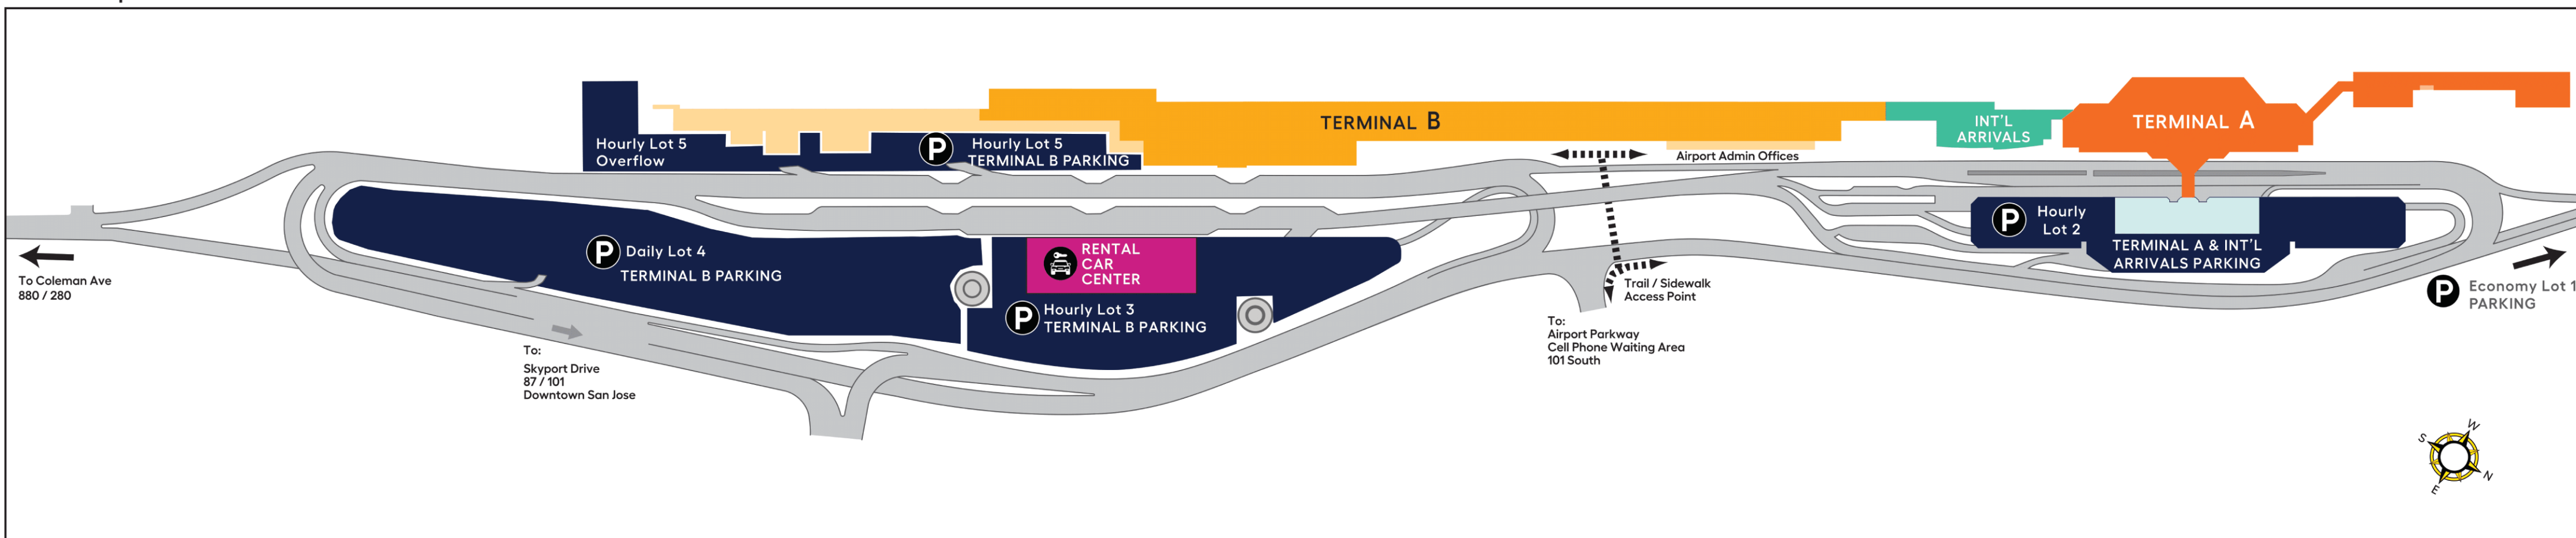 TERMINAL B
INT'L
ARRIVALS
TERMINAL A
Hourly Lot 5
Overflow
P
Hourly Lot 5
TERMINAL B PARKING
Airport Admin Offices
P
Hourly
Lot 2
TERMINAL A & INT'L
ARRIVALS PARKING
P
Daily Lot 4
TERMINAL B PARKING
RENTAL
CAR
CENTER
P
Hourly Lot 3
TERMINAL B PARKING
To Coleman Ave
880 / 280
Trail / Sidewalk
Access Point
P
Economy Lot 1
PARKING
To:
Airport Parkway
Cell Phone Waiting Area
101 South
To:
Skyport Drive
87 / 101
Downtown San Jose
W
S
N
E